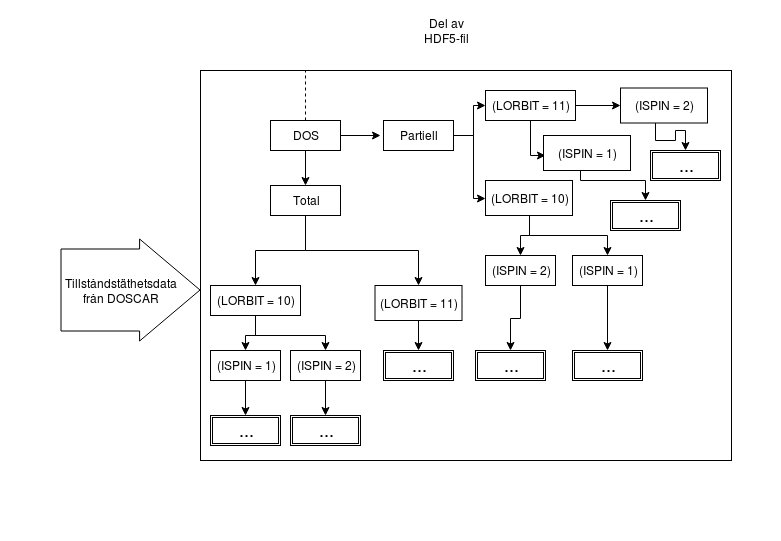 Del av
HDF5-fil
(LORBIT = 11)
(ISPIN = 2)
DOS
Partiell
(ISPIN = 1)
...
Total
(LORBIT = 10)
...
Tillståndstäthetsdata
från DOSCAR
(ISPIN = 2)
(ISPIN = 1)
(LORBIT = 10)
(LORBIT = 11)
(ISPIN = 1)
(ISPIN = 2)
...
...
...
...
...